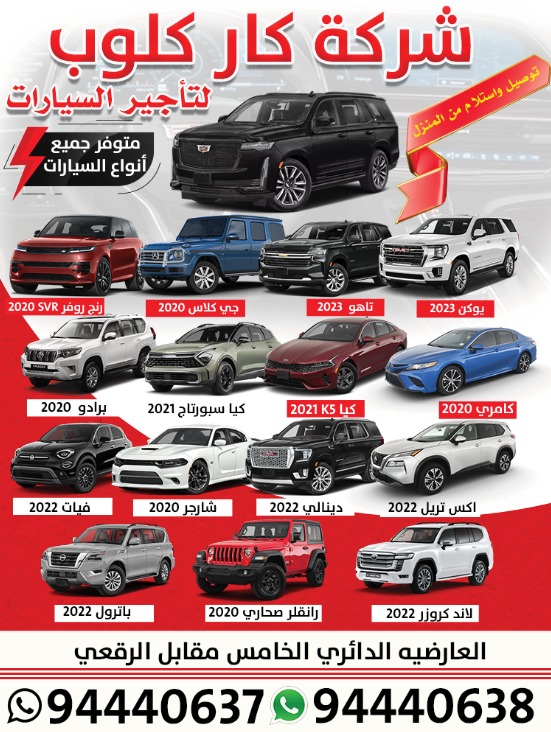 شركة كار كلوب
لتأجير السيارات
توصيل واستلام من المنزل
متوفر جميع
أنواع السيارات
رنج روفر 2020 SVR
جي كلاس 2020
تاهو 2023
يوكن 2023
برادو 2020
كيا سبورتاج 2021
كيا K5 2021
كامري 2020
فيات 2022
شارجر 2020
دينالي 2022
اكس تريل 2022
باترول 2022
رانقلر صحاري 2020
لاند كروزر 2022
العارضيه الدائري الخامس مقابل الرقعي
94440637 94440638